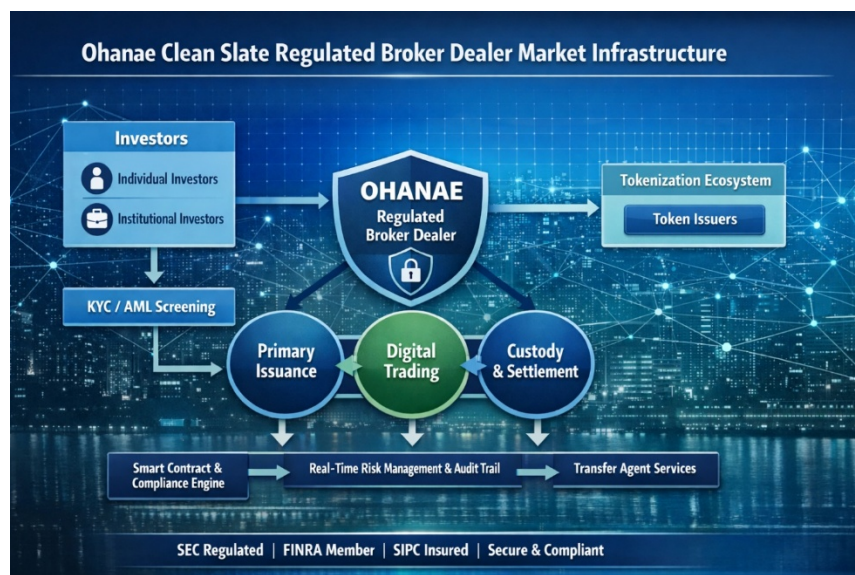 Ohanae Clean Slate Regulated Broker Dealer Market Infrastructure
Investors
Individual Investors
Institutional Investors
KYC / AML Screening
OHANAE
Regulated
Broker Dealer
Tokenization Ecosystem
Token Issuers
Primary
Issuance
Digital
Trading
Custody
& Settlement
Smart Contract &
Compliance Engine
Real-Time Risk Management & Audit Trail
Transfer Agent Services
SEC Regulated | FINRA Member | SIPC Insured | Secure & Compliant